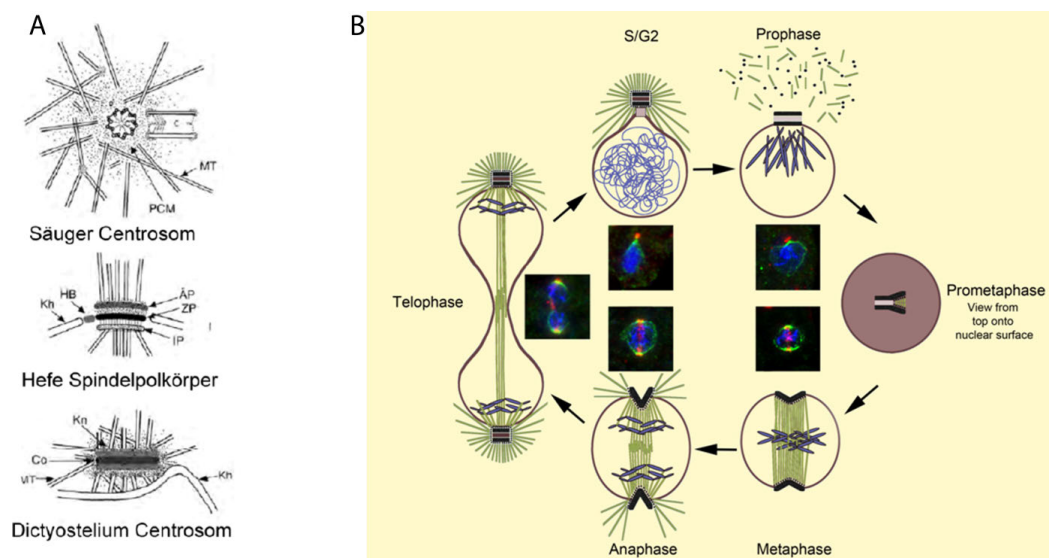 A
C
MT
PCM
Säuger Centrosom
HB
Kh
ÄP
ZP
IP
Hefe Spindelpolkörper
Kn
Co
MT
Kh
Dictyostelium Centrosom
B
S/G2
Prophase
Telophase
Prometaphase
View from
top onto
nuclear surface
Anaphase
Metaphase